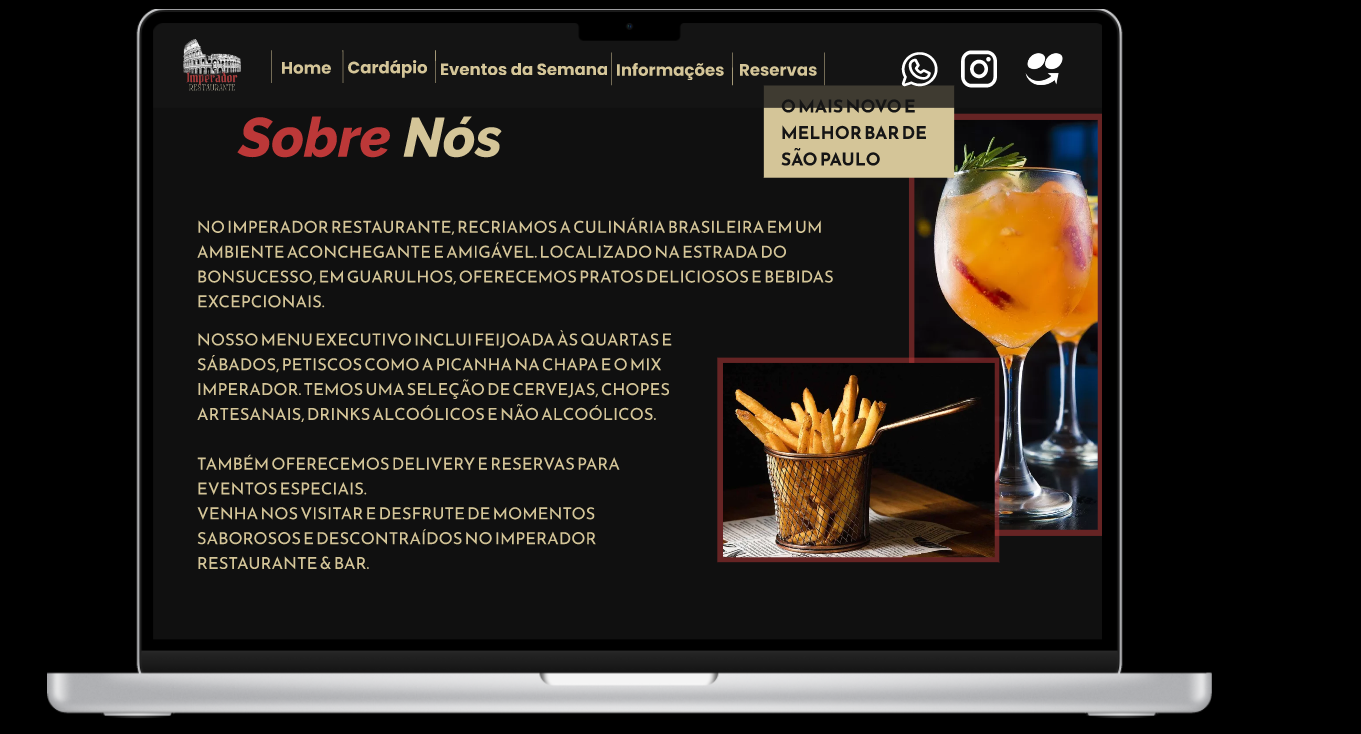 Imperador
RESTAURANTE
Home
Cardápio
Eventos da Semana
Informações
Reservas
O MAIS NOVO E
MELHOR BAR DE
SÃO PAULO
Sobre Nós
NO IMPERADOR RESTAURANTE, RECRIAMOS A CULINÁRIA BRASILEIRA EM UM
AMBIENTE ACONCHEGANTE E AMIGÁVEL. LOCALIZADO NA ESTRADA DO
BONSUCESSO, EM GUARULHOS, OFERECEMOS PRATOS DELICIOSOS E BEBIDAS
EXCEPCIONAIS.
NOSSO MENU EXECUTIVO INCLUI FEIJOADA ÀS QUARTAS E
SÁBADOS, PETISCOS COMO A PICANHA NA CHAPA E O MIX
IMPERADOR. TEMOS UMA SELEÇÃO DE CERVEJAS, CHOPES
ARTESANAIS, DRINKS ALCOÓLICOS E NÃO ALCOÓLICOS.
TAMBÉM OFERECEMOS DELIVERY E RESERVAS PARA
EVENTOS ESPECIAIS.
VENHA NOS VISITAR E DESFRUTE DE MOMENTOS
SABOROSOS E DESCONTRAÍDOS NO IMPERADOR
RESTAURANTE & BAR.